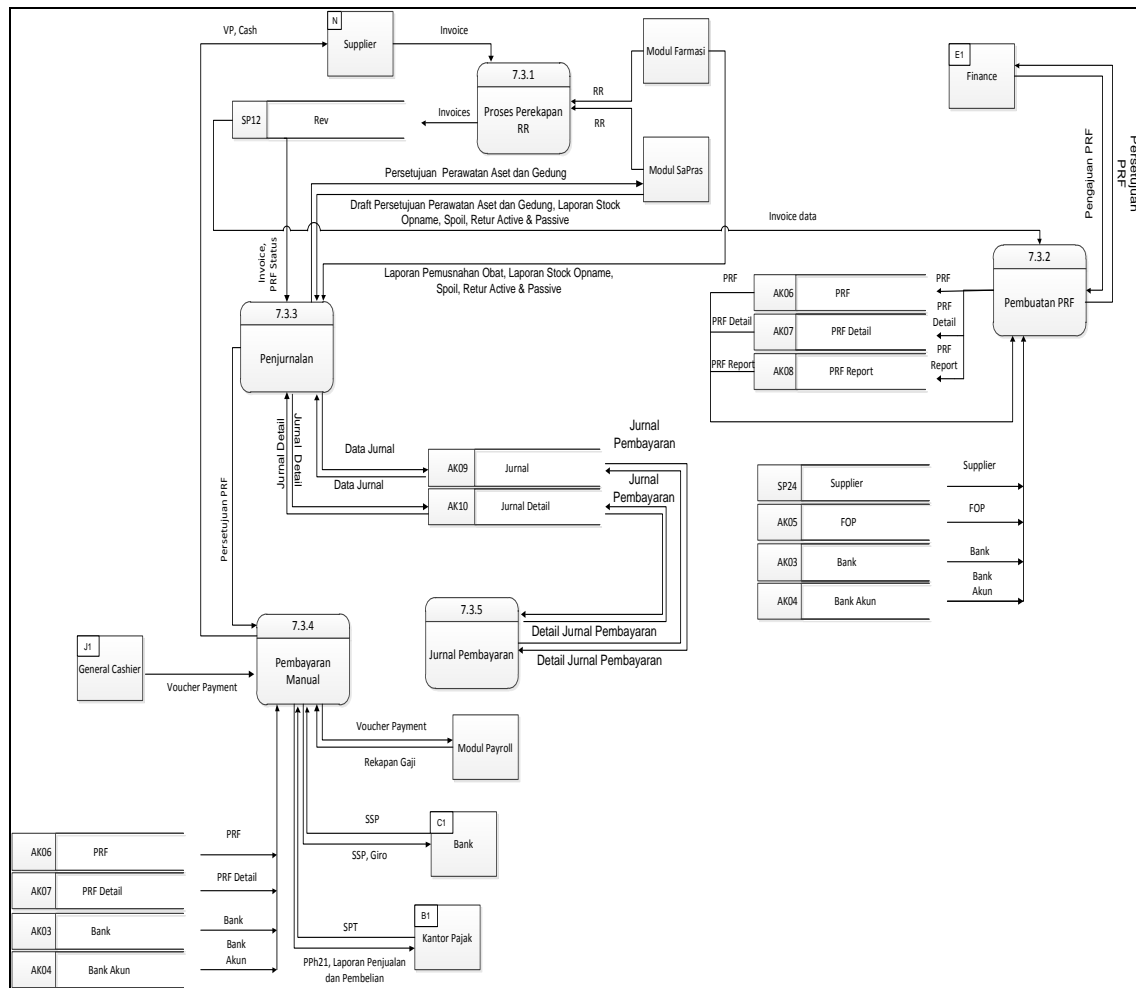 VP, Cash
N
Supplier
Invoice
7.3.1
Proses Perekapan
RR
Modul Farmasi
RR
RR
Modul SaPras
E1
Finance
Pengajuan PRF
Persetujuan
PRF
SP12
Rev
Invoices
Persetujuan Perawatan Aset dan Gedung
Draft Persetujuan Perawatan Aset dan Gedung, Laporan Stock
Opname, Spoil, Retur Active & Passive
Invoice data
Invoice,
PRF Status
Laporan Pemusnahan Obat, Laporan Stock Opname,
Spoil, Retur Active & Passive
7.3.2
Pembuatan PRF
PRF
AK06
PRF
PRF
PRF Detail
AK07
PRF Detail
PRF
Detail
PRF Report
AK08
PRF Report
PRF
Report
7.3.3
Penjurnalan
Jurnal Detail
Jurnal Detail
Data Jurnal
Data Jurnal
AK09
Jurnal
AK10
Jurnal Detail
Jurnal
Pembayaran
Jurnal
Pembayaran
SP24
Supplier
Supplier
AK05
FOP
FOP
AK03
Bank
Bank
AK04
Bank Akun
Bank
Akun
Persetujuan PRF
7.3.5
Jurnal Pembayaran
Detail Jurnal Pembayaran
Detail Jurnal Pembayaran
7.3.4
Pembayaran
Manual
J1
General Cashier
Voucher Payment
Voucher Payment
Rekapan Gaji
Modul Payroll
SSP
SSP, Giro
C1
Bank
SPT
PPh21, Laporan Penjualan
dan Pembelian
B1
Kantor Pajak
AK06
PRF
PRF
AK07
PRF Detail
PRF Detail
AK03
Bank
Bank
AK04
Bank Akun
Bank
Akun